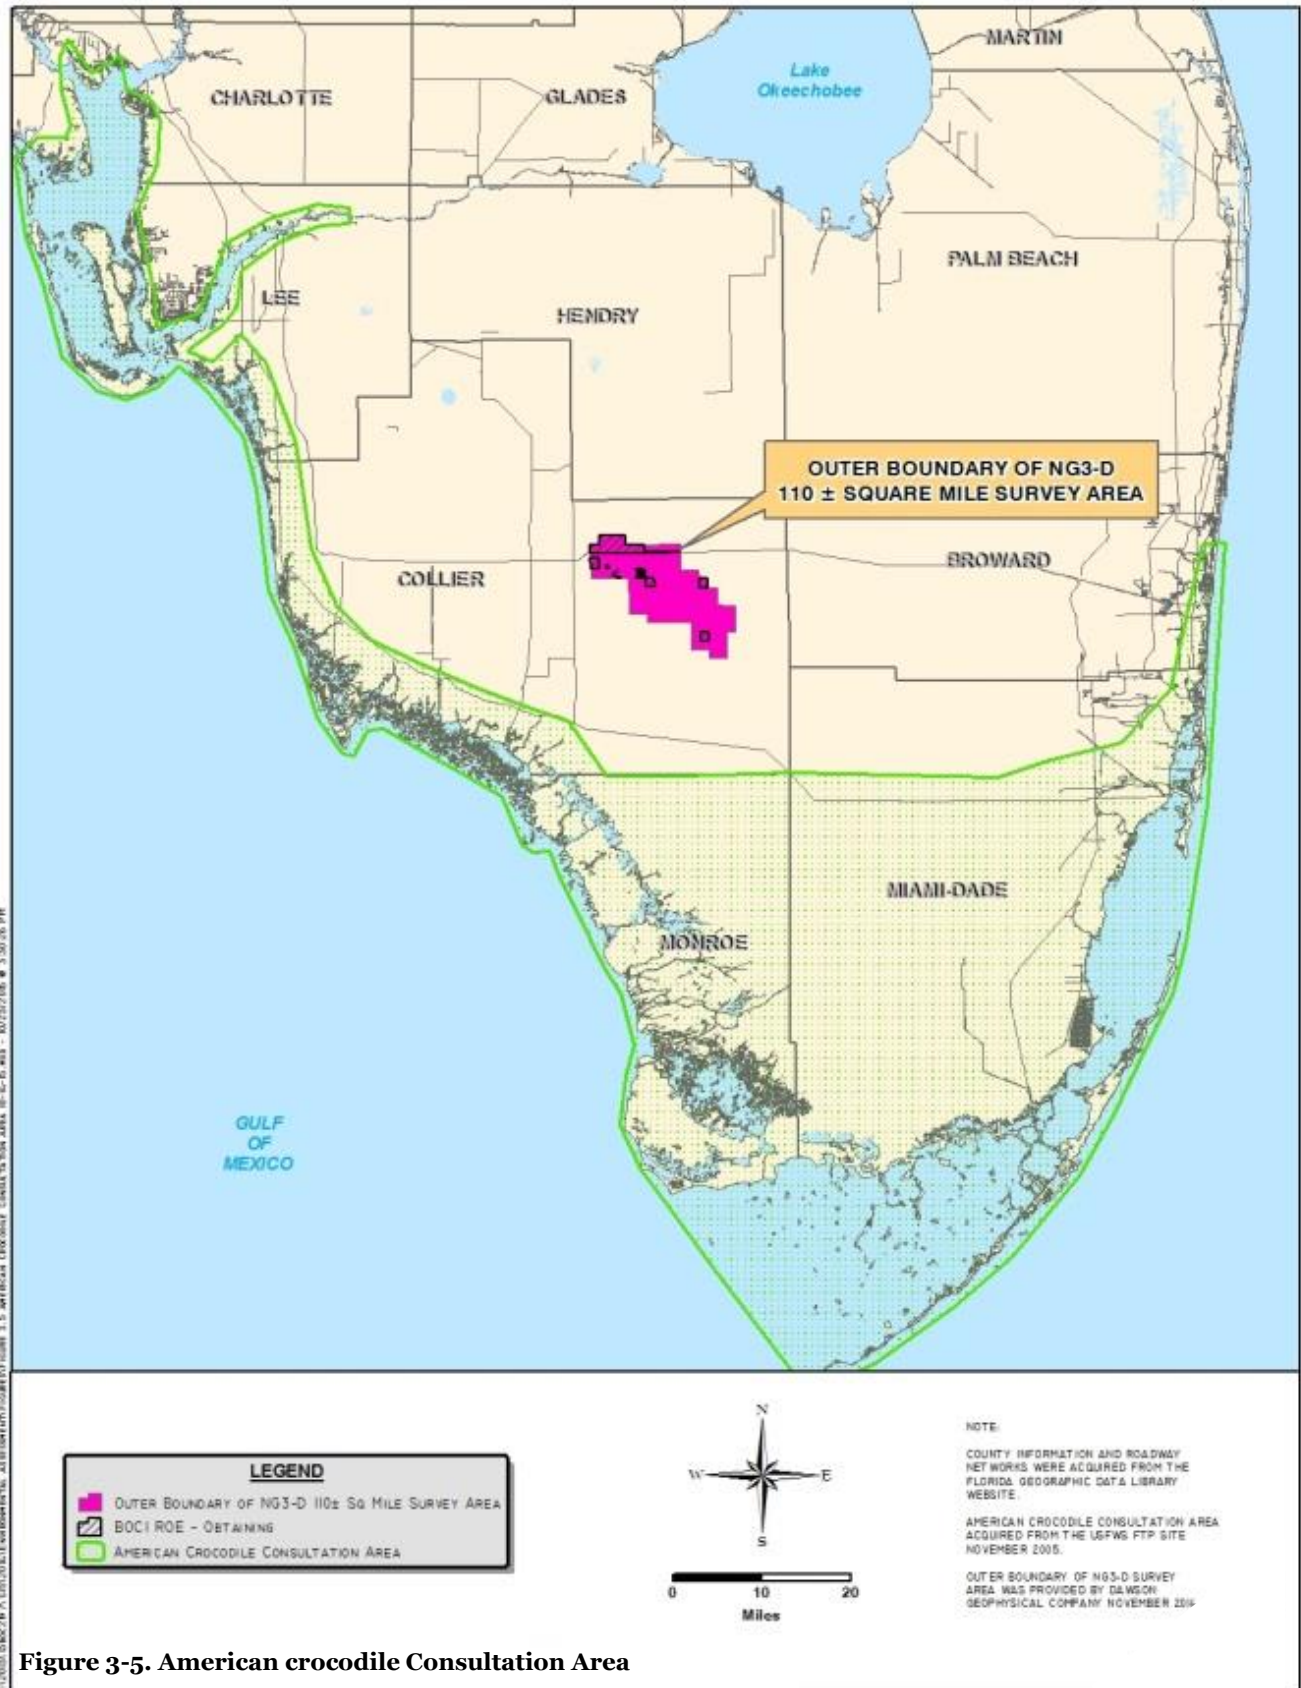 MARTIN
Lake
Okeechobee
CHARLOTTE
GLADES
PALM BEACH
LEE
HENDRY
OUTER BOUNDARY OF NG3-D
110 ± SQUARE MILE SURVEY AREA
BROWARD
COLLIER
MIAMI-DADE
MONROE
GULF
OF
MEXICO
LEGEND
OUTER BOUNDARY OF NG3-D 110± SQ MILE SURVEY AREA
BOCI ROE - OBTAINING
AMERICAN CROCODILE CONSULTATION AREA
N
W E
S
0 10 20
Miles
NOTE:
COUNTY INFORMATION AND ROADWAY
NETWORKS WERE ACQUIRED FROM THE
FLORIDA GEOGRAPHIC DATA LIBRARY
WEBSITE.
AMERICAN CROCODILE CONSULTATION AREA
ACQUIRED FROM THE USFWS FTP SITE
NOVEMBER 2005.
OUTER BOUNDARY OF NG3-D SURVEY
AREA WAS PROVIDED BY DAWSON
GEOPHYSICAL COMPANY NOVEMBER
Figure 3-5. American crocodile Consultation Area